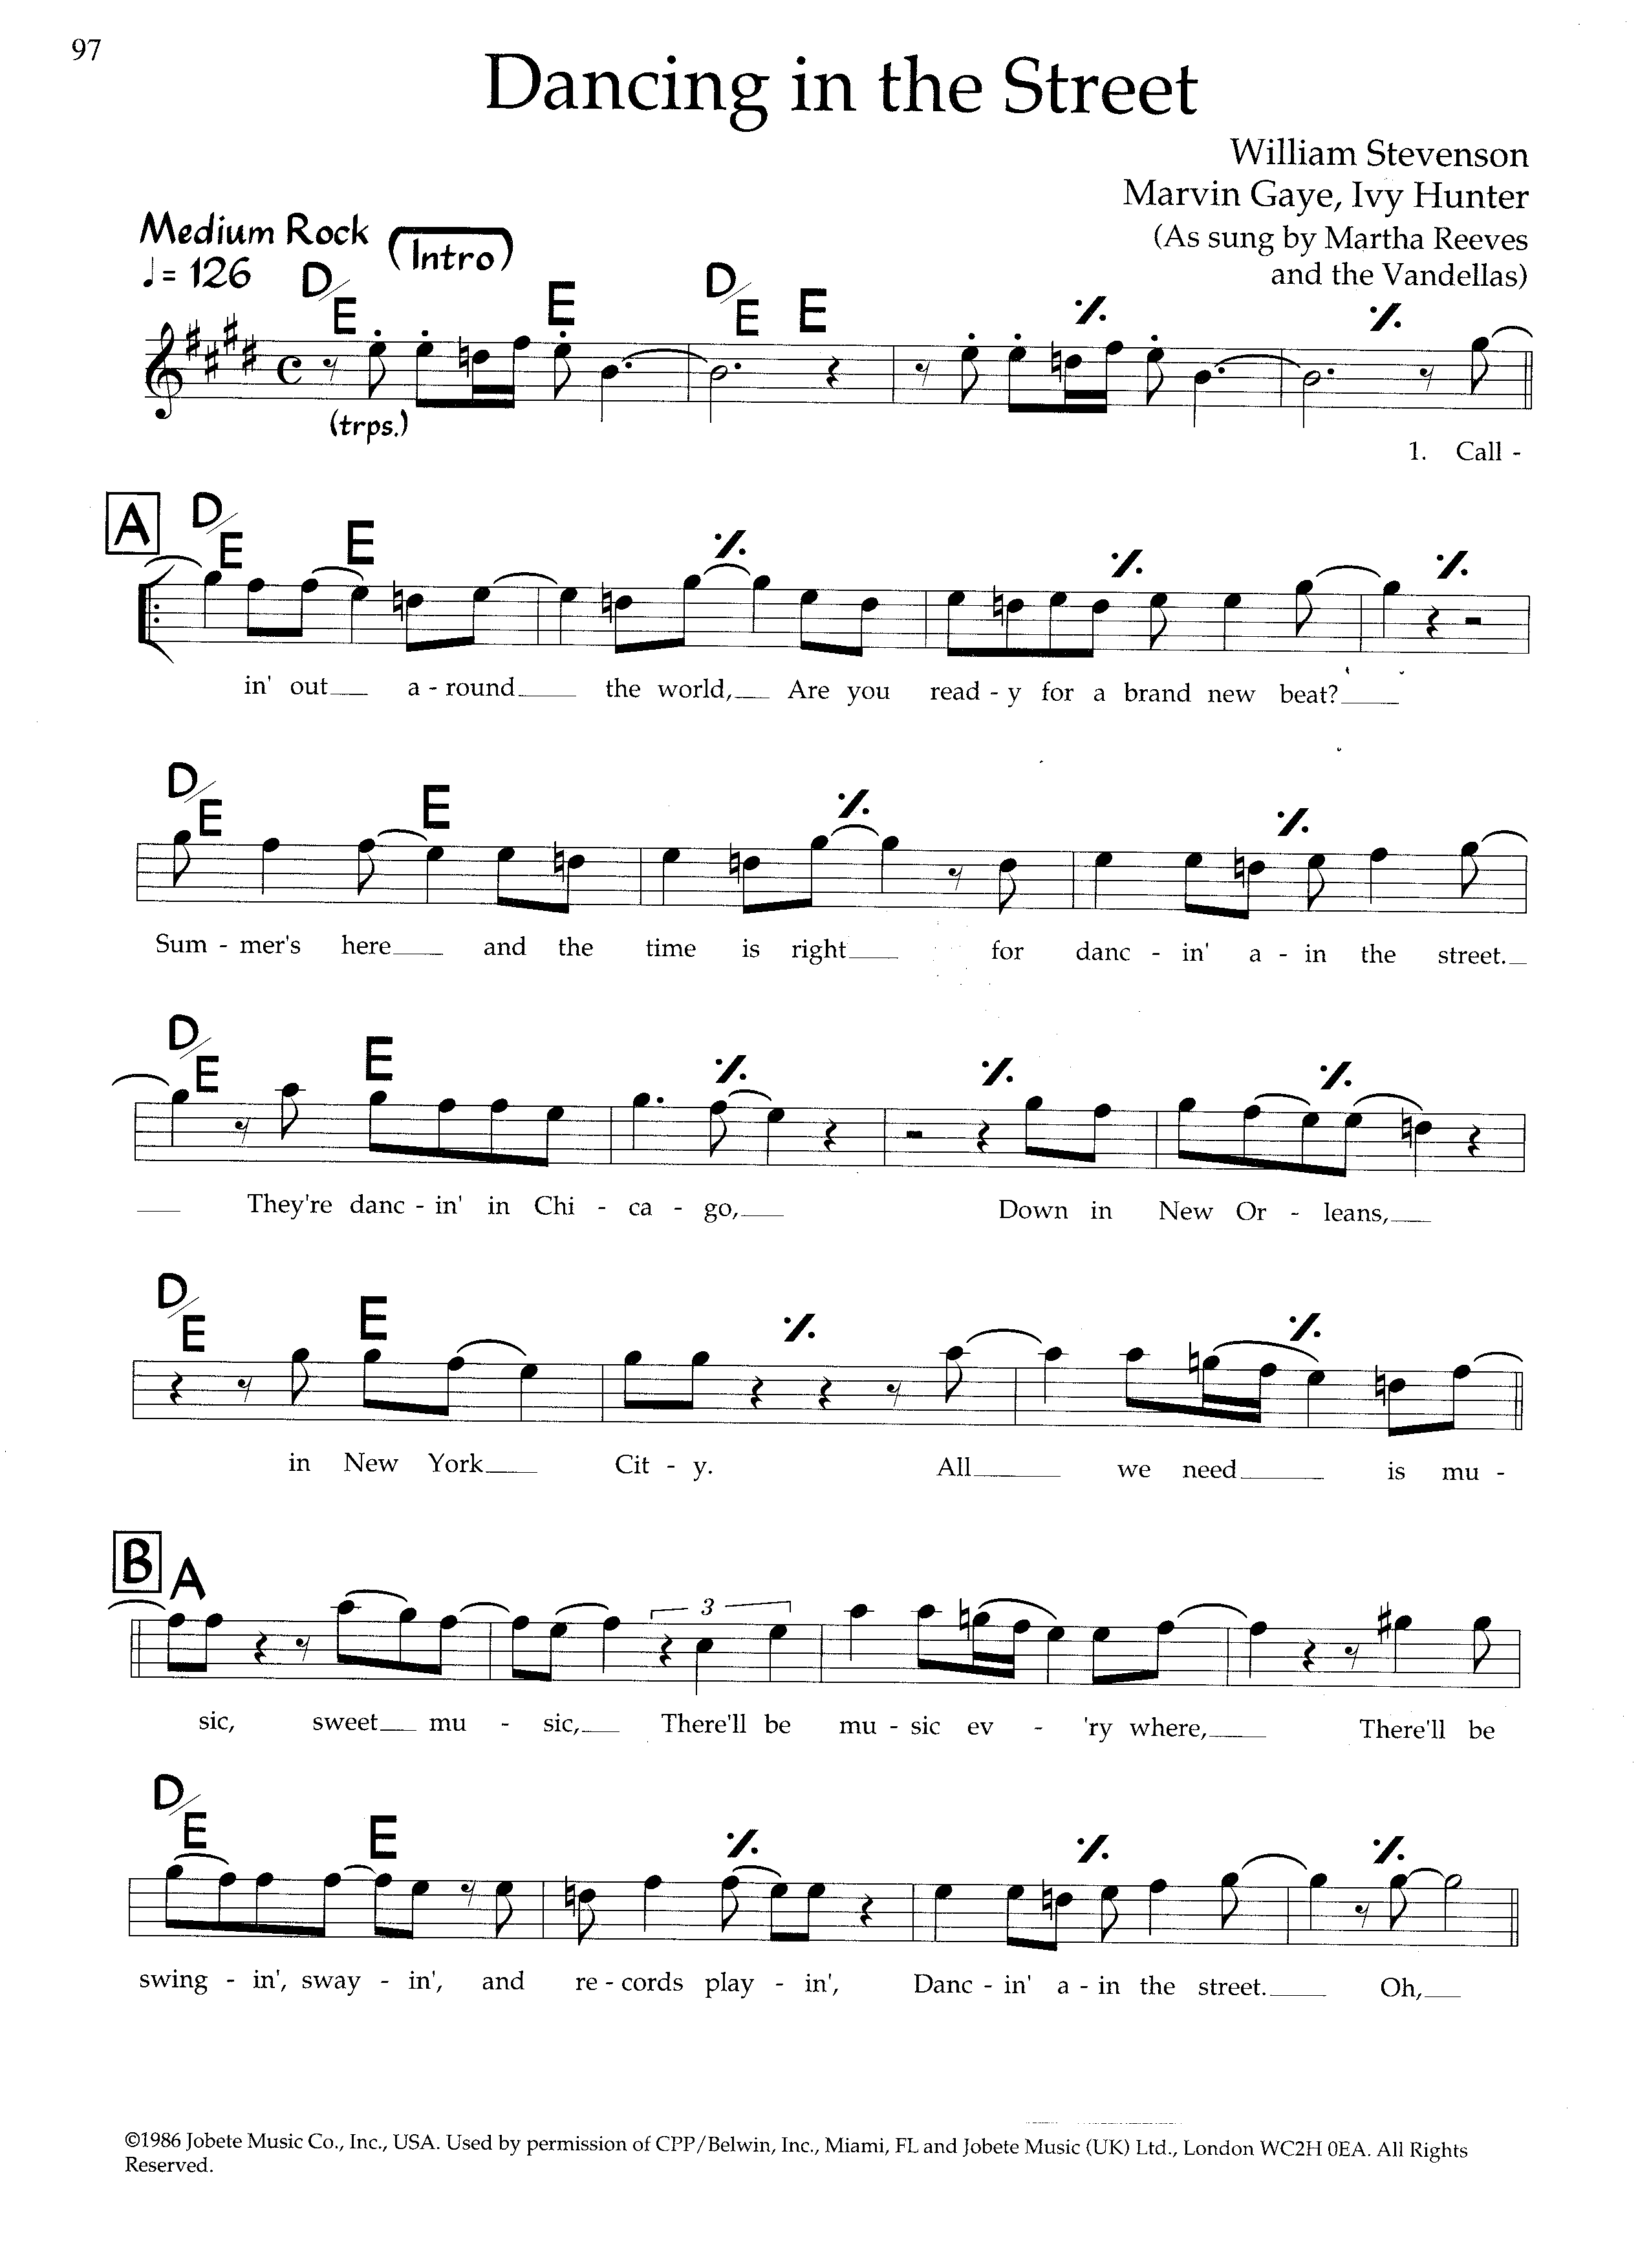 97
Dancing in the Street
William Stevenson
Marvin Gaye, Ivy Hunter
(As sung by Martha Reeves
and the Vandellas)
Medium Rock
♩= 126
(Intro)
D/E E D/E E ٪ ٪
(trps.)
1. Call -
A
D/E E ٪ ٪ ٪
in' out a - round the world, Are you read - y for a brand new beat?
D/E E ٪ ٪
Sum - mer's here and the time is right for danc - in' a - in the street.
D/E E ٪ ٪ ٪
They're danc - in' in Chi - ca - go, Down in New Or - leans,
D/E E ٪ ٪
in New York Cit - y. All we need is mu -
B
A
3
sic, sweet mu - sic, There'll be mu - sic ev - 'ry where, There'll be
D/E E ٪ ٪ ٪
swing - in', sway - in', and re - cords play - in', Danc - in' a - in the street. Oh,
©1986 Jobete Music Co., Inc., USA. Used by permission of CPP/Belwin, Inc., Miami, FL and Jobete Music (UK) Ltd., London WC2H 0EA. All Rights
Reserved.